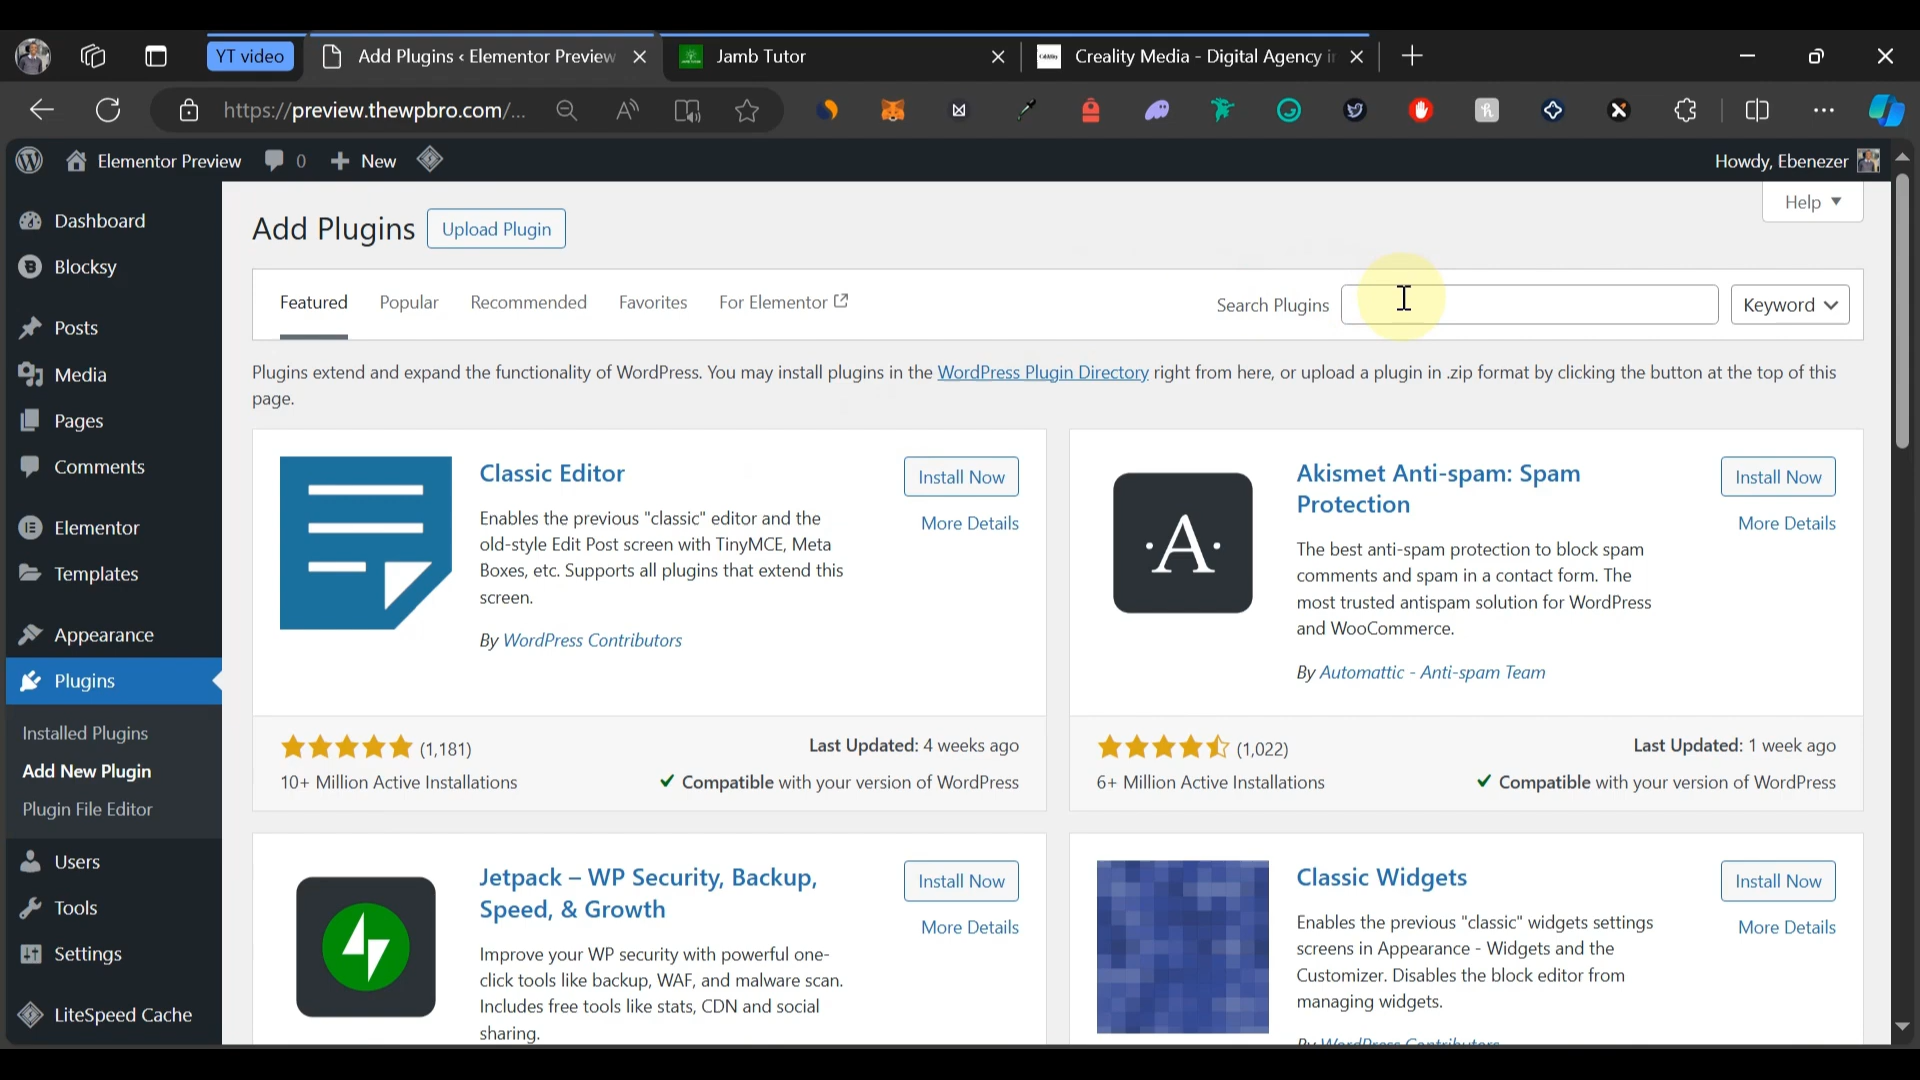 YT video
Add Plugins ‹ Elementor Preview
Jamb Tutor
Creality Media - Digital Agency i
https://preview.thewpbro.com/...
Elementor Preview
0
New
Howdy, Ebenezer
Dashboard
Blocksy
Posts
Media
Pages
Comments
Elementor
Templates
Appearance
Plugins
Installed Plugins
Add New Plugin
Plugin File Editor
Users
Tools
Settings
LiteSpeed Cache
Help
Add Plugins
Upload Plugin
Featured
Popular
Recommended
Favorites
For Elementor
Search Plugins
Keyword
Plugins extend and expand the functionality of WordPress. You may install plugins in the WordPress Plugin Directory right from here, or upload a plugin in .zip format by clicking the button at the top of this
page.
Classic Editor
Install Now
More Details
Enables the previous "classic" editor and the
old-style Edit Post screen with TinyMCE, Meta
Boxes, etc. Supports all plugins that extend this
screen.
By WordPress Contributors
(1,181)
10+ Million Active Installations
Last Updated: 4 weeks ago
Compatible with your version of WordPress
·A·
Akismet Anti-spam: Spam
Protection
Install Now
More Details
The best anti-spam protection to block spam
comments and spam in a contact form. The
most trusted antispam solution for WordPress
and WooCommerce.
By Automattic - Anti-spam Team
(1,022)
6+ Million Active Installations
Last Updated: 1 week ago
Compatible with your version of WordPress
Jetpack – WP Security, Backup,
Speed, & Growth
Install Now
More Details
Improve your WP security with powerful one-
click tools like backup, WAF, and malware scan.
Includes free tools like stats, CDN and social
sharing.
Classic Widgets
Install Now
More Details
Enables the previous "classic" widgets settings
screens in Appearance - Widgets and the
Customizer. Disables the block editor from
managing widgets.
By WordPress Contributors